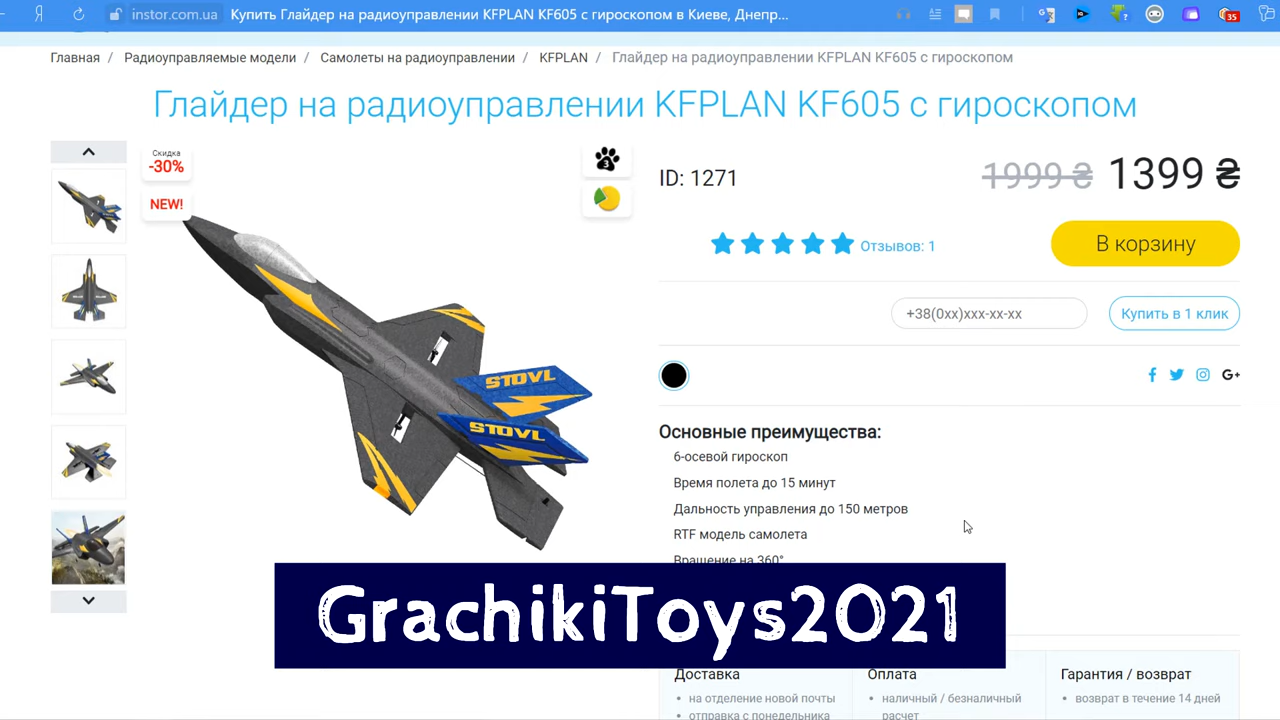 instor.com.ua Купить Глайдер на радиоуправлении KFPLAN KF605 с гироскопом в Киеве, Днепр...
35
Главная / Радиоуправляемые модели / Самолеты на радиоуправлении / KFPLAN / Глайдер на радиоуправлении KFPLAN KF605 с гироскопом
Глайдер на радиоуправлении KFPLAN KF605 с гироскопом
Скидка
-30%
NEW!
3
STOVL
STOVL
ID: 1271
1999 ₴ 1399 ₴
Отзывов: 1
В корзину
+38(0xx)xxx-xx-xx
Купить в 1 клик
G+
Основные преимущества:
6-осевой гироскоп
Время полета до 15 минут
Дальность управления до 150 метров
RTF модель самолета
Вращение на 360°
GrachikiToys2021
Доставка
на отделение новой почты
отправка с понедельника
Оплата
наличный / безналичный
расчет
Гарантия / возврат
возврат в течение 14 дней